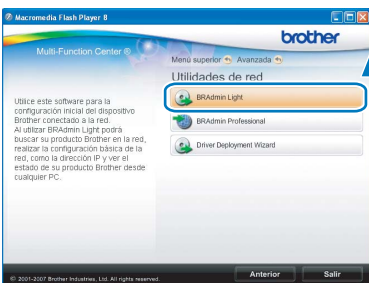 Macromedia Flash Player 8
brother
Multi-Function Center ®
Menú superior Avanzada
Utilidades de red
BRAdmin Light
BRAdmin Professional
Driver Deployment Wizard
Utilice este software para la
configuración inicial del dispositivo
Brother conectado a la red.
Al utilizar BRAdmin Light podrá
buscar su producto Brother en la red,
realizar la configuración básica de la
red, como la dirección IP y ver el
estado de su producto Brother desde
cualquier PC..
© 2001-2007 Brother Industries, Ltd. All rights reserved.
Anterior
Salir